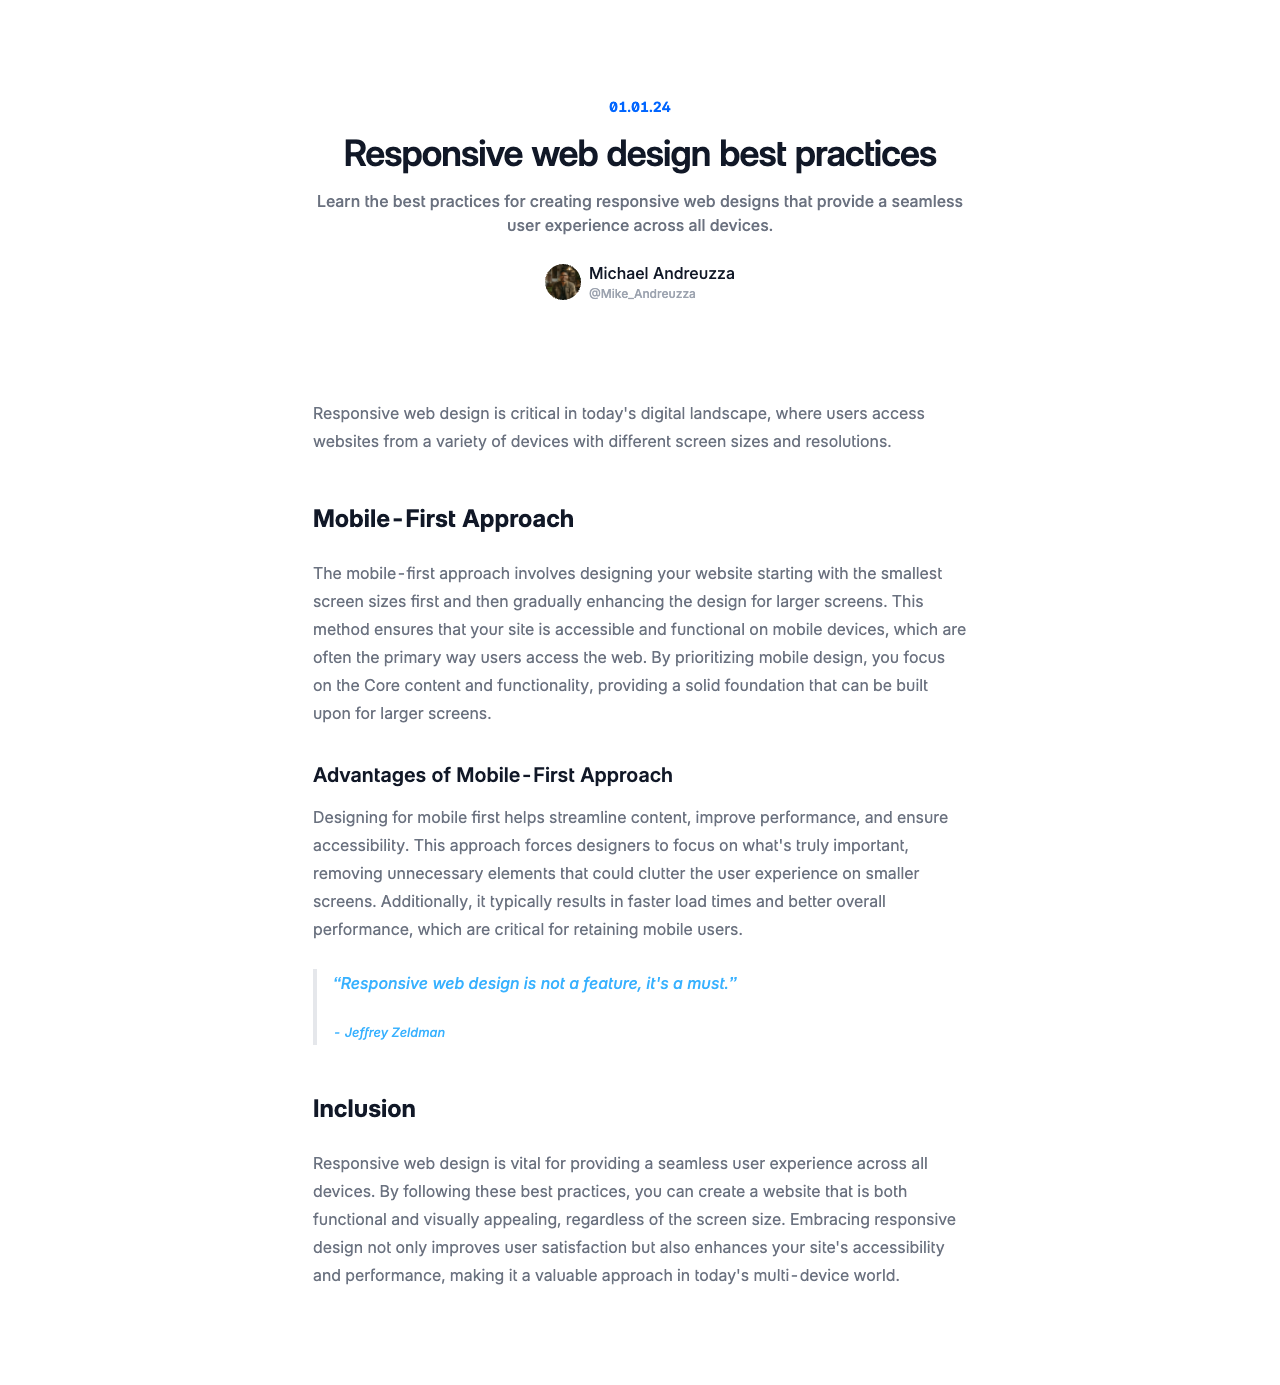 01.01.24
Responsive web design best practices
Learn the best practices for creating responsive web designs that provide a seamless
user experience across all devices.
Michael Andreuzza
@Mike_Andreuzza
Responsive web design is critical in today's digital landscape, where users access
websites from a variety of devices with different screen sizes and resolutions.
Mobile-First Approach
The mobile-first approach involves designing your website starting with the smallest
screen sizes first and then gradually enhancing the design for larger screens. This
method ensures that your site is accessible and functional on mobile devices, which are
often the primary way users access the web. By prioritizing mobile design, you focus
on the Core content and functionality, providing a solid foundation that can be built
upon for larger screens.
Advantages of Mobile-First Approach
Designing for mobile first helps streamline content, improve performance, and ensure
accessibility. This approach forces designers to focus on what's truly important,
removing unnecessary elements that could clutter the user experience on smaller
screens. Additionally, it typically results in faster load times and better overall
performance, which are critical for retaining mobile users.
“Responsive web design is not a feature, it's a must.”
- Jeffrey Zeldman
Inclusion
Responsive web design is vital for providing a seamless user experience across all
devices. By following these best practices, you can create a website that is both
functional and visually appealing, regardless of the screen size. Embracing responsive
design not only improves user satisfaction but also enhances your site's accessibility
and performance, making it a valuable approach in today's multi-device world.